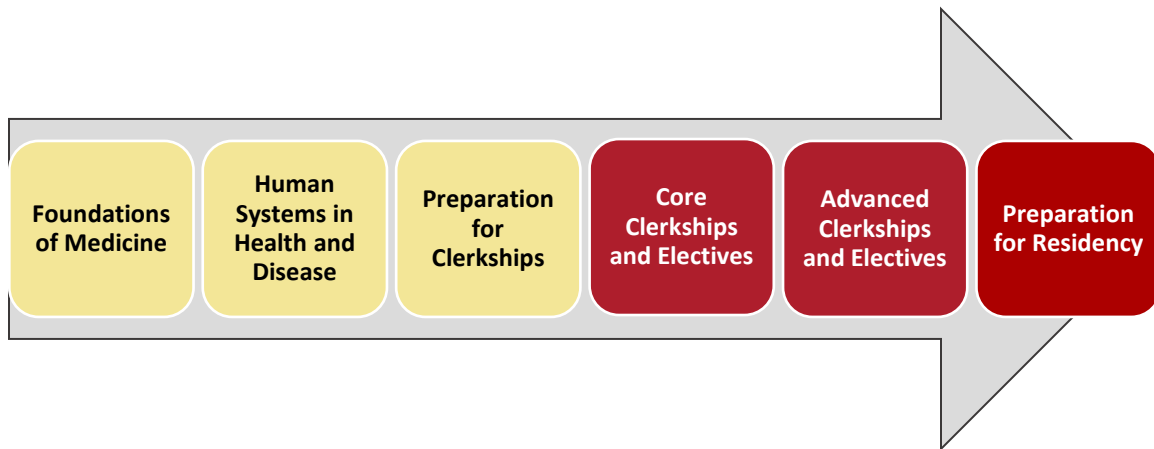 Foundations
of Medicine
Human
Systems in
Health and
Disease
Preparation
for
Clerkships
Core
Clerkships
and Electives
Advanced
Clerkships
and Electives
Preparation
for Residency